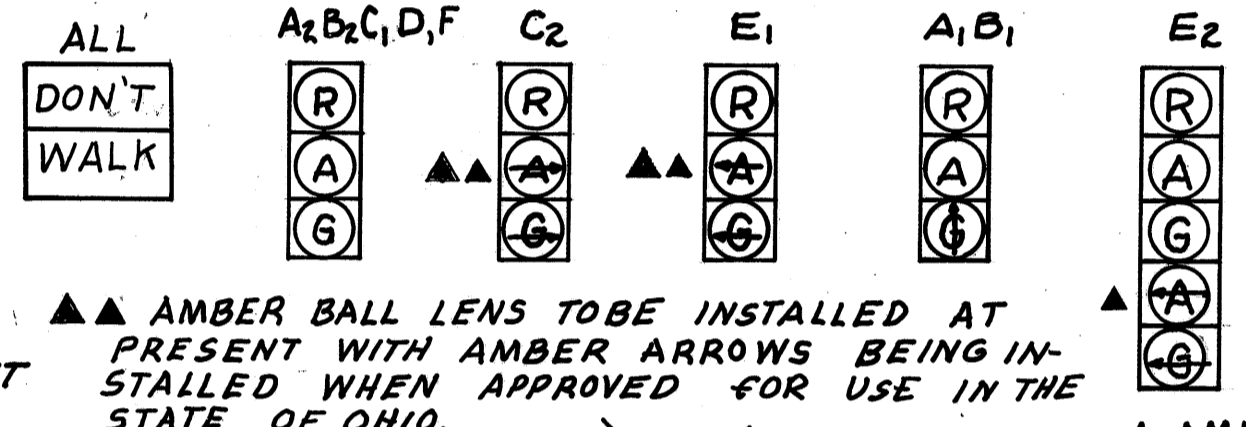 ALL A₂B₂C₁D,F C₂ E₁ A₁B₁ E₂
DON'T R R R R R
WALK A A A A A
G G G G G
A
G
▲▲ AMBER BALL LENS TOBE INSTALLED AT
PRESENT WITH AMBER ARROWS BEING IN-
STALLED WHEN APPROVED FOR USE IN THE
STATE OF OHIO.